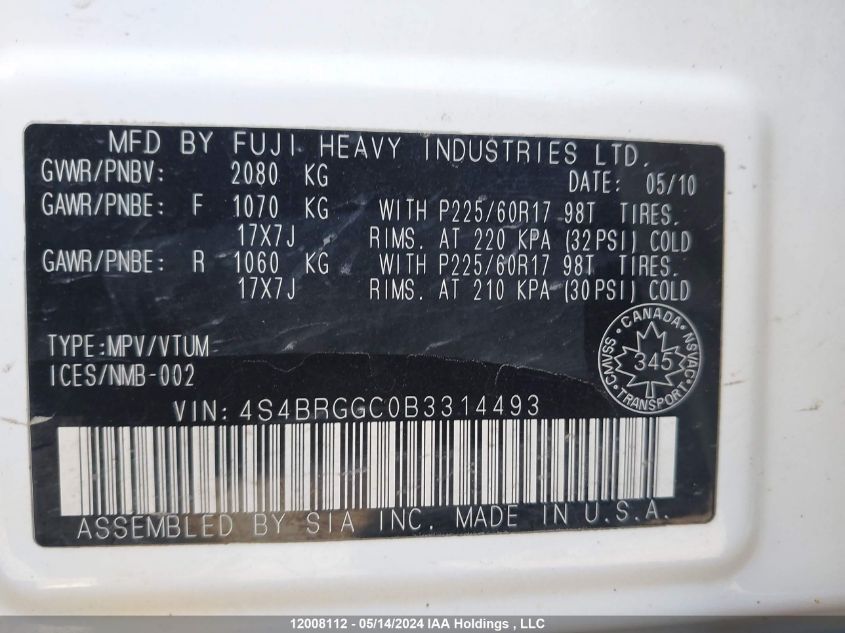 MFD BY FUJI HEAVY INDUSTRIES LTD.
GVWR/PNBV: 2080 KG DATE: 05/10
GAWR/PNBE: F 1070 KG WITH P225/60R17 98T TIRES.
17X7J RIMS. AT 220 KPA (32PSI) COLD
GAWR/PNBE: R 1060 KG WITH P225/60R17 98T TIRES.
17X7J RIMS. AT 210 KPA (30PSI) COLD
TYPE:MPV/VTUM
ICES/NMB-002
CANADA
CMVSS NSVAC
345
TRANSPORT
VIN: 4S4BRGGC0B3314493
ASSEMBLED BY SIA INC. MADE IN U.S.A.
12008112 - 05/14/2024 IAA Holdings , LLC